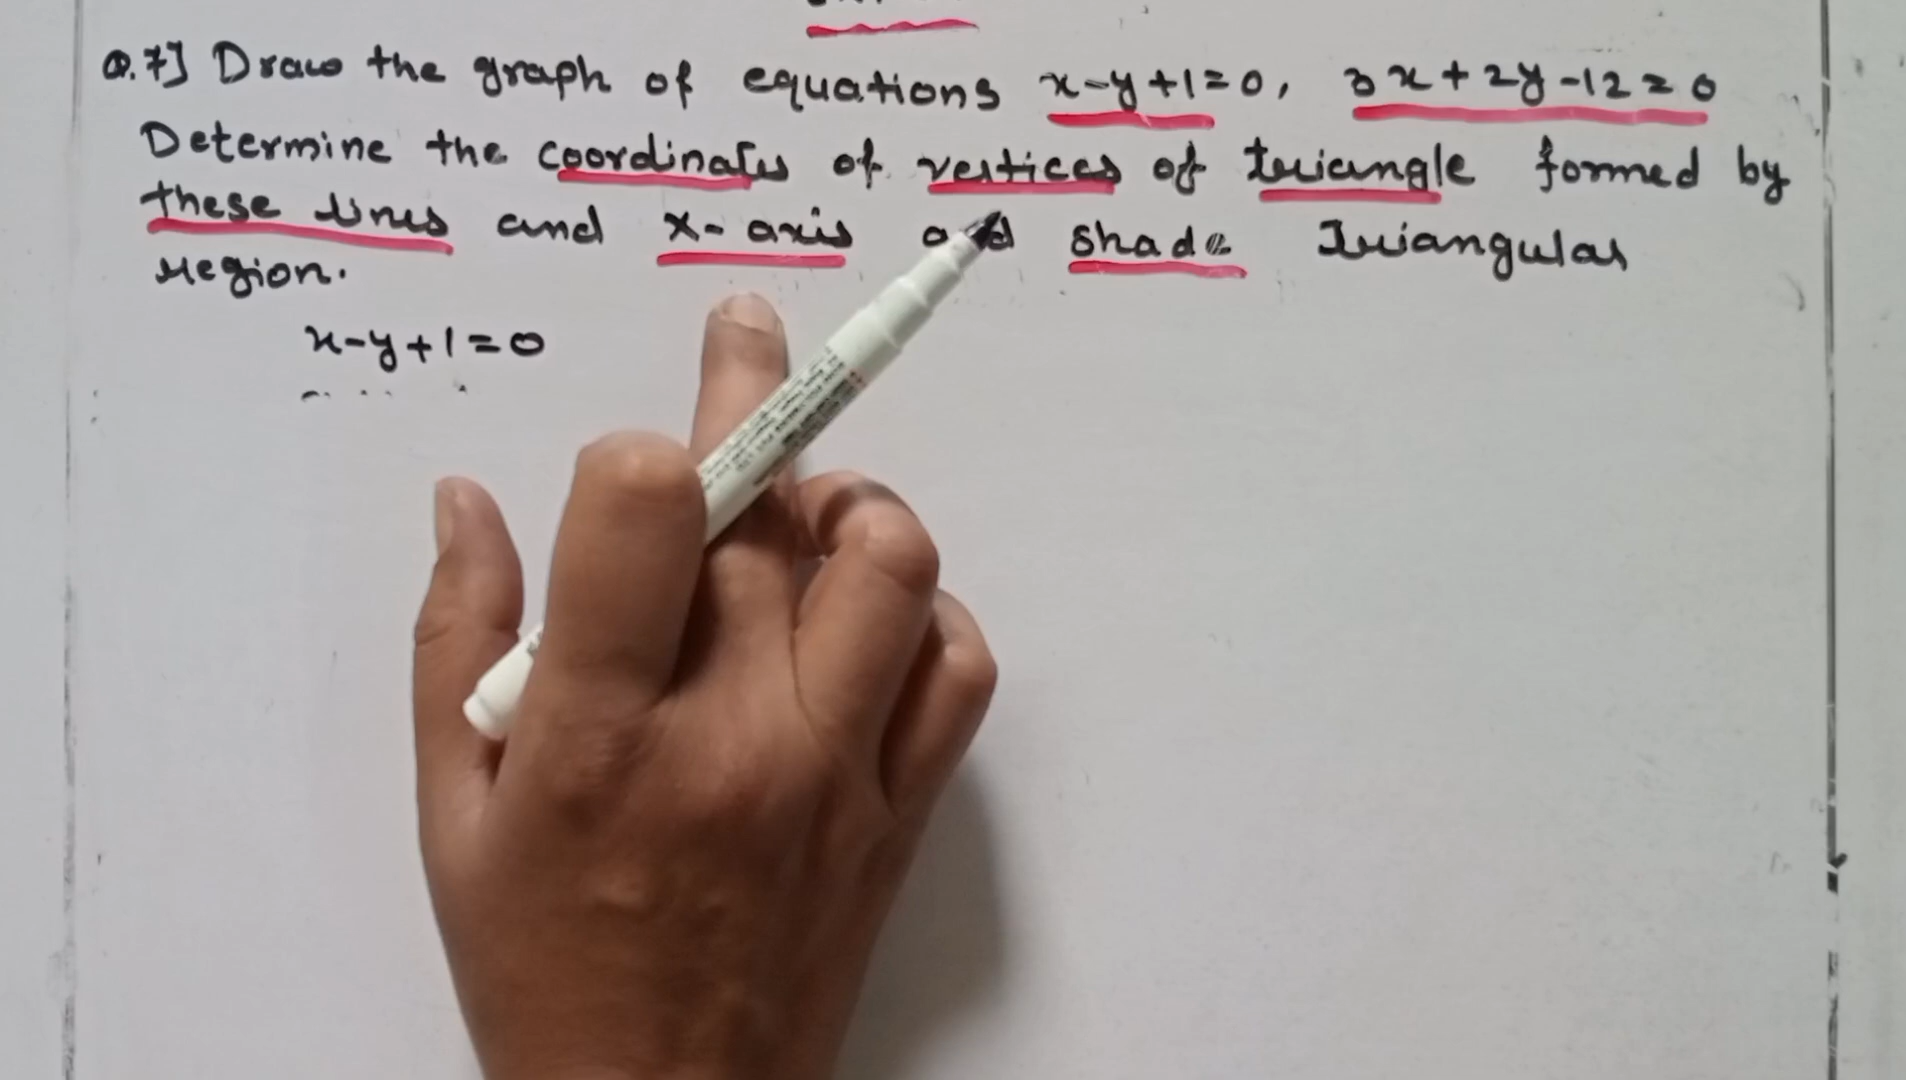 Q.7] Draw the graph of equations x-y+1=0, 3x+2y-12=0
Determine the coordinates of vertices of triangle formed by
these lines and x-axis and shade Triangular
region.
x-y+1=0